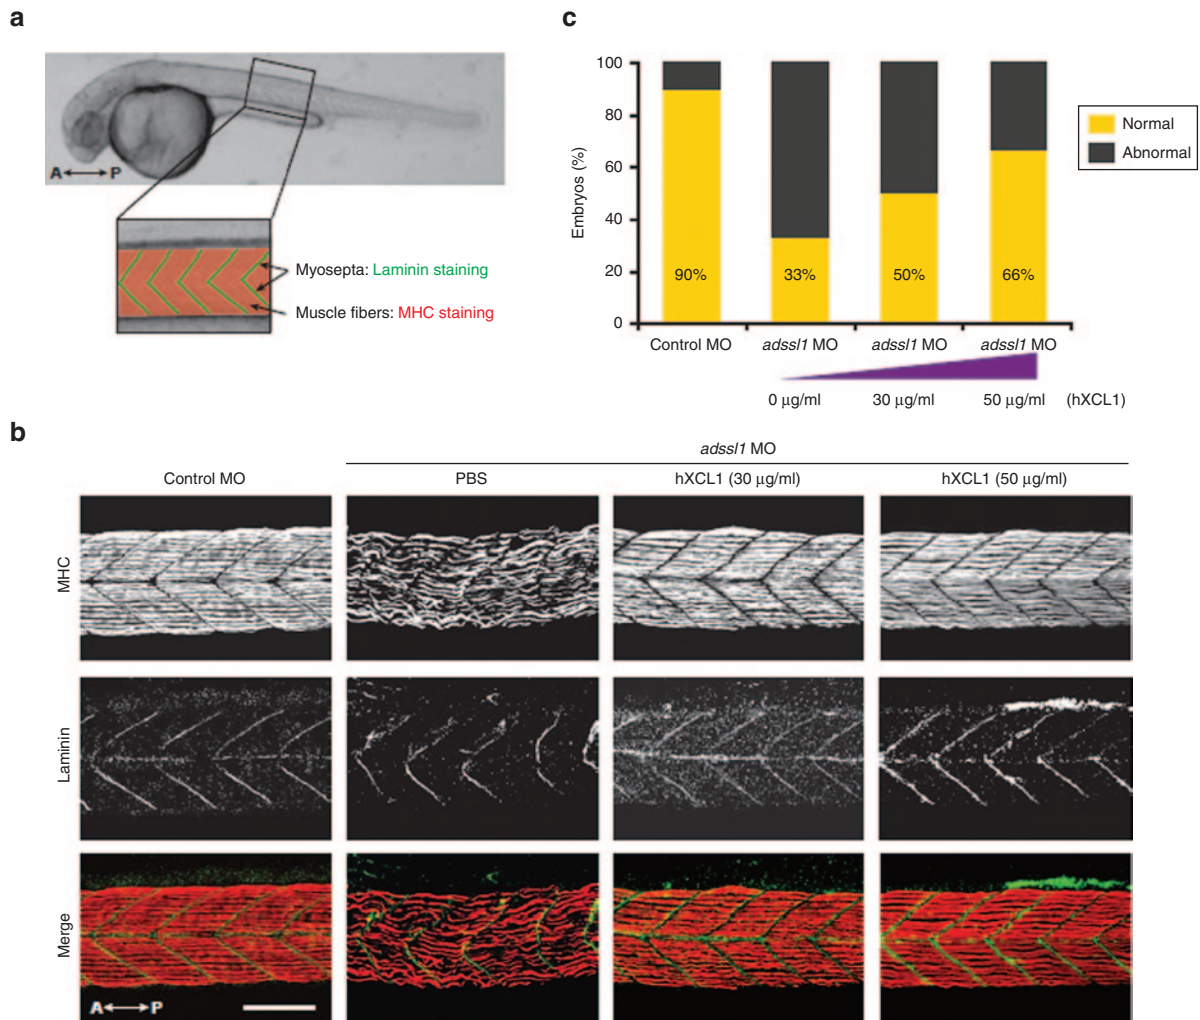 a
A P
Myosepta: Laminin staining
Muscle fibers: MHC staining
c
100
80
60
40
20
0
Embryos (%)
90%
33%
50%
66%
Normal
Abnormal
Control MO
adssl1 MO
adssl1 MO
adssl1 MO
0 μg/ml
30 μg/ml
50 μg/ml
(hXCL1)
b
adssl1 MO
Control MO
PBS
hXCL1 (30 μg/ml)
hXCL1 (50 μg/ml)
MHC
Laminin
Merge
A P